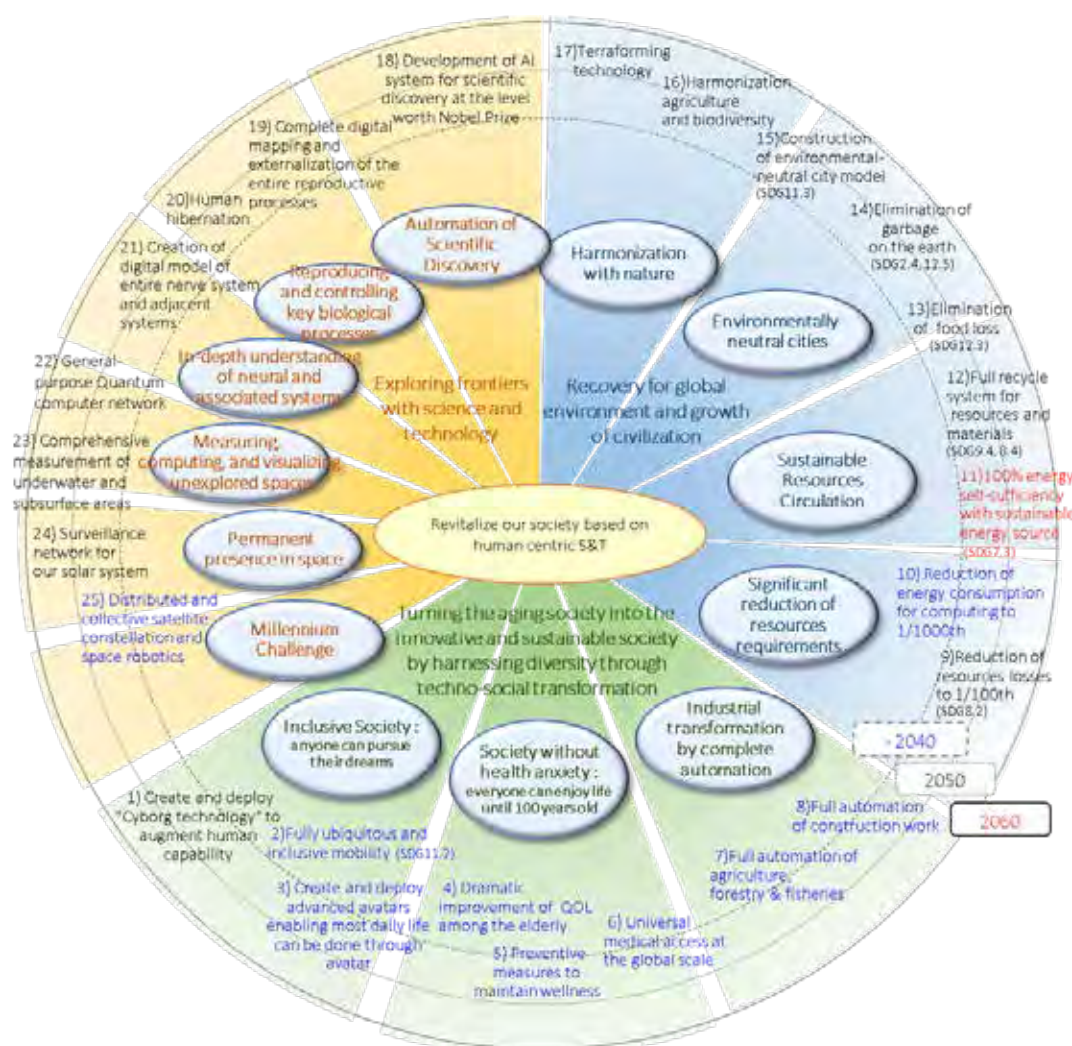 Revitalize our society based on
human centric S&T
Exploring frontiers
with science and
technology
Recovery for global
environment and growth
of civilization
Turning the aging society into the
innovative and sustainable society
by harnessing diversity through
techno-social transformation
Automation of
Scientific
Discovery
Reproducing
and controlling
key biological
processes
In-depth understanding
of neural and
associated systems
Measuring,
computing, and visualizing
unexplored spaces
Permanent
presence in space
Millennium
Challenge
Harmonization
with nature
Environmentally
neutral cities
Sustainable
Resources
Circulation
Significant
reduction of
resources
requirements
Industrial
transformation
by complete
automation
Society without
health anxiety :
everyone can enjoy life
until 100 years old
Inclusive Society :
anyone can pursue
their dreams
1) Create and deploy
"Cyborg technology" to
augment human
capability
2)Fully ubiquitous and
inclusive mobility (SDG11.2)
3) Create and deploy
advanced avatars
enabling most daily life
can be done through
avatar
4) Dramatic
improvement of QOL
among the elderly
5) Preventive
measures to
maintain wellness
6) Universal
medical access at
the global scale
7)Full automation of
agriculture,
forestry & fisheries
8)Full automation
of construction work
9)Reduction of
resources losses
to 1/100th
(SDG8.2)
10) Reduction of
energy consumption
for computing to
1/1000th
11)100% energy
self-sufficiency
with sustainable
energy source
(SDG7.3)
12)Full recycle
system for
resources and
materials
(SDG9.4, 8.4)
13)Elimination
of food loss
(SDG12.3)
14)Elimination of
garbage
on the earth
(SDG2.4, 12.5)
15)Construction
of environmental-
neutral city model
(SDG11.3)
16)Harmonization
agriculture
and biodiversity
17)Terraforming
technology
18) Development of AI
system for scientific
discovery at the level
worth Nobel Prize
19) Complete digital
mapping and
externalization of the
entire reproductive
processes
20)Human
hibernation
21) Creation of
digital model of
entire nerve system
and adjacent
systems
22) General
purpose Quantum
computer network
23) Comprehensive
measurement of
underwater and
subsurface areas
24) Surveillance
network for
our solar system
25) Distributed and
collective satellite
constellation and
space robotics
- 2040
2050
2060